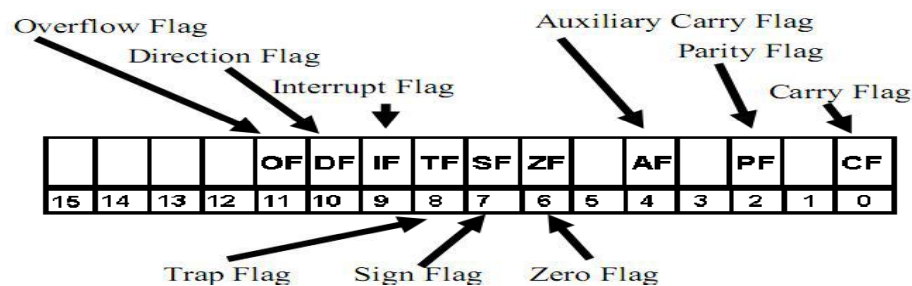 Overflow Flag
Auxiliary Carry Flag
Direction Flag
Parity Flag
Interrupt Flag
Carry Flag
OF DF IF TF SF ZF AF PF CF
15 14 13 12 11 10 9 8 7 6 5 4 3 2 1 0
Trap Flag Sign Flag Zero Flag